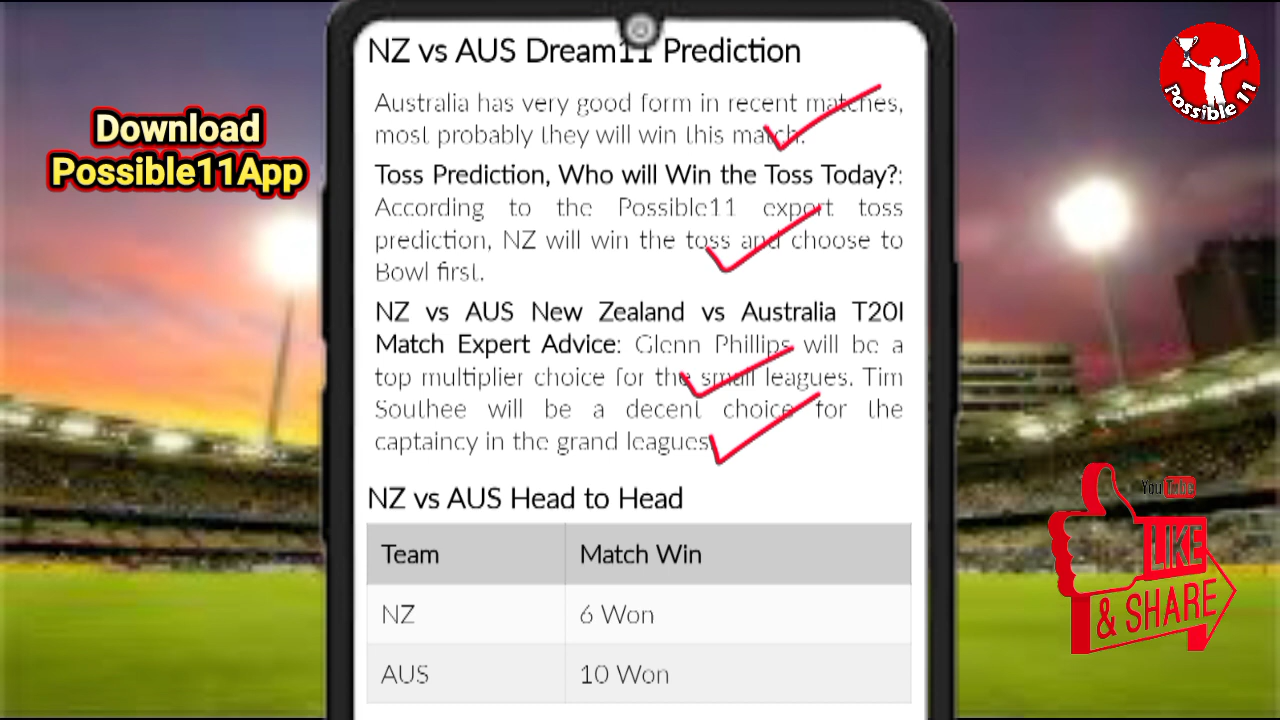 NZ vs AUS Dream11 Prediction
Australia has very good form in recent matches,
most probably they will win this match.
Toss Prediction, Who will Win the Toss Today?:
According to the Possible11 expert toss
prediction, NZ will win the toss and choose to
Bowl first.
NZ vs AUS New Zealand vs Australia T20I
Match Expert Advice: Glenn Phillips will be a
top multiplier choice for the small leagues. Tim
Southee will be a decent choice for the
captaincy in the grand leagues.
NZ vs AUS Head to Head
Team Match Win
NZ 6 Won
AUS 10 Won
Download
Possible11App
Possible 11
YouTube
LIKE
& SHARE